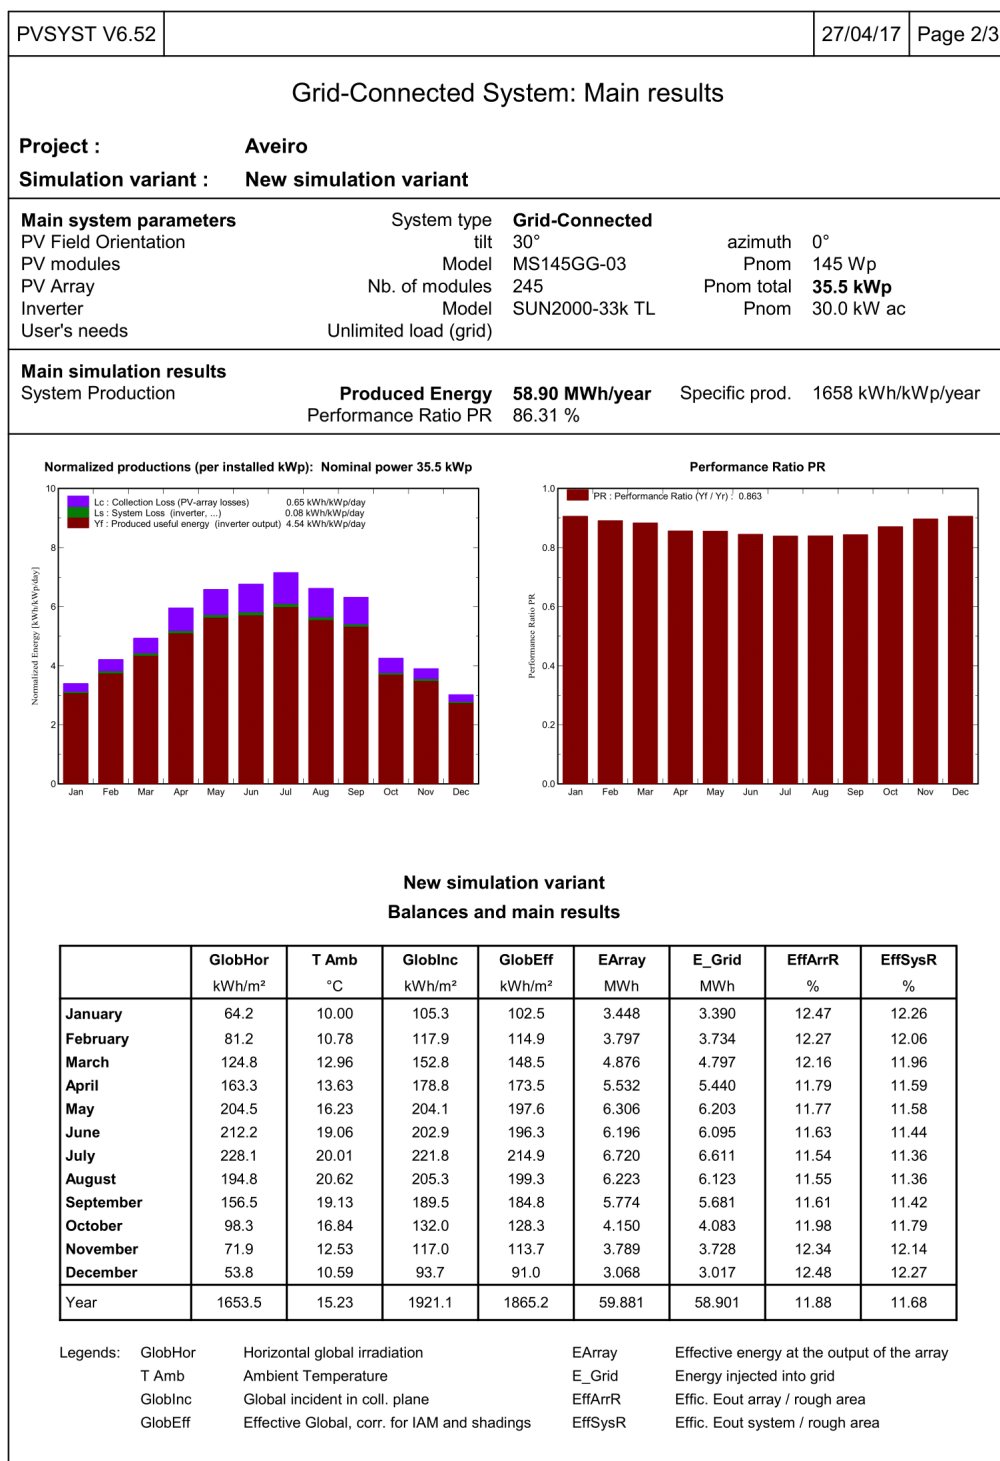 PVSYST V6.52 27/04/17 Page 2/3
Grid-Connected System: Main results
Project : Aveiro
Simulation variant : New simulation variant
Main system parameters System type Grid-Connected
PV Field Orientation tilt 30° azimuth 0°
PV modules Model MS145GG-03 Pnom 145 Wp
PV Array Nb. of modules 245 Pnom total 35.5 kWp
Inverter Model SUN2000-33k TL Pnom 30.0 kW ac
User's needs Unlimited load (grid)
Main simulation results
System Production Produced Energy 58.90 MWh/year Specific prod. 1658 kWh/kWp/year
Performance Ratio PR 86.31 %
Normalized productions (per installed kWp): Nominal power 35.5 kWp
Lc : Collection Loss (PV-array losses) 0.65 kWh/kWp/day
Ls : System Loss (inverter, ...) 0.08 kWh/kWp/day
Yf : Produced useful energy (inverter output) 4.54 kWh/kWp/day
Normalized Energy [kWh/kWp/day]
10
8
6
4
2
0
Jan Feb Mar Apr May Jun Jul Aug Sep Oct Nov Dec
Performance Ratio PR
PR : Performance Ratio (Yf / Yr) : 0.863
Performance Ratio PR
1.0
0.8
0.6
0.4
0.2
0.0
Jan Feb Mar Apr May Jun Jul Aug Sep Oct Nov Dec
New simulation variant
Balances and main results
GlobHor T Amb GlobInc GlobEff EArray E_Grid EffArrR EffSysR
kWh/m² °C kWh/m² kWh/m² MWh MWh % %
January 64.2 10.00 105.3 102.5 3.448 3.390 12.47 12.26
February 81.2 10.78 117.9 114.9 3.797 3.734 12.27 12.06
March 124.8 12.96 152.8 148.5 4.876 4.797 12.16 11.96
April 163.3 13.63 178.8 173.5 5.532 5.440 11.79 11.59
May 204.5 16.23 204.1 197.6 6.306 6.203 11.77 11.58
June 212.2 19.06 202.9 196.3 6.196 6.095 11.63 11.44
July 228.1 20.01 221.8 214.9 6.720 6.611 11.54 11.36
August 194.8 20.62 205.3 199.3 6.223 6.123 11.55 11.36
September 156.5 19.13 189.5 184.8 5.774 5.681 11.61 11.42
October 98.3 16.84 132.0 128.3 4.150 4.083 11.98 11.79
November 71.9 12.53 117.0 113.7 3.789 3.728 12.34 12.14
December 53.8 10.59 93.7 91.0 3.068 3.017 12.48 12.27
Year 1653.5 15.23 1921.1 1865.2 59.881 58.901 11.88 11.68
Legends: GlobHor Horizontal global irradiation EArray Effective energy at the output of the array
T Amb Ambient Temperature E_Grid Energy injected into grid
GlobInc Global incident in coll. plane EffArrR Effic. Eout array / rough area
GlobEff Effective Global, corr. for IAM and shadings EffSysR Effic. Eout system / rough area